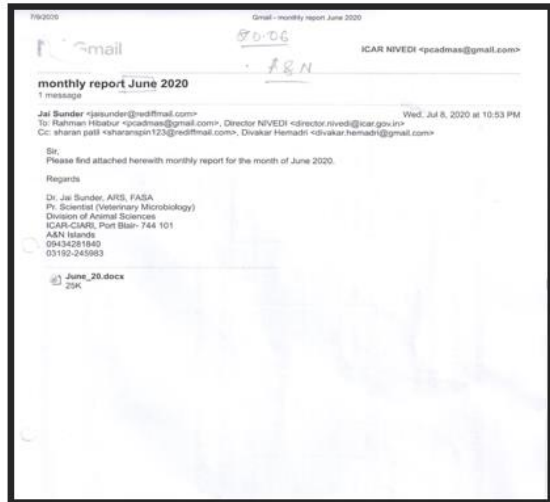 7/9/2020
Gmail - monthly report June 2020
Gmail
ICAR NIVEDI <pcadmas@gmail.com>
A&N
monthly report June 2020
1 message
Jai Sunder <jaisunder@rediffmail.com>
Wed, Jul 8, 2020 at 10:53 PM
To: Rahman Hibabur <pcadmas@gmail.com>, Director NIVEDI <director.nivedi@icar.gov.in>
Cc: sharan patil <sharanspin123@rediffmail.com>, Divakar Hemadri <divakar.hemadri@gmail.com>
Sir,
Please find attached herewith monthly report for the month of June 2020.
Regards
Dr. Jai Sunder, ARS, FASA
Pr. Scientist (Veterinary Microbiology)
Division of Animal Sciences
ICAR-CIARI, Port Blair- 744 101
A&N Islands
09434281840
03192-245983
June_20.docx
25K